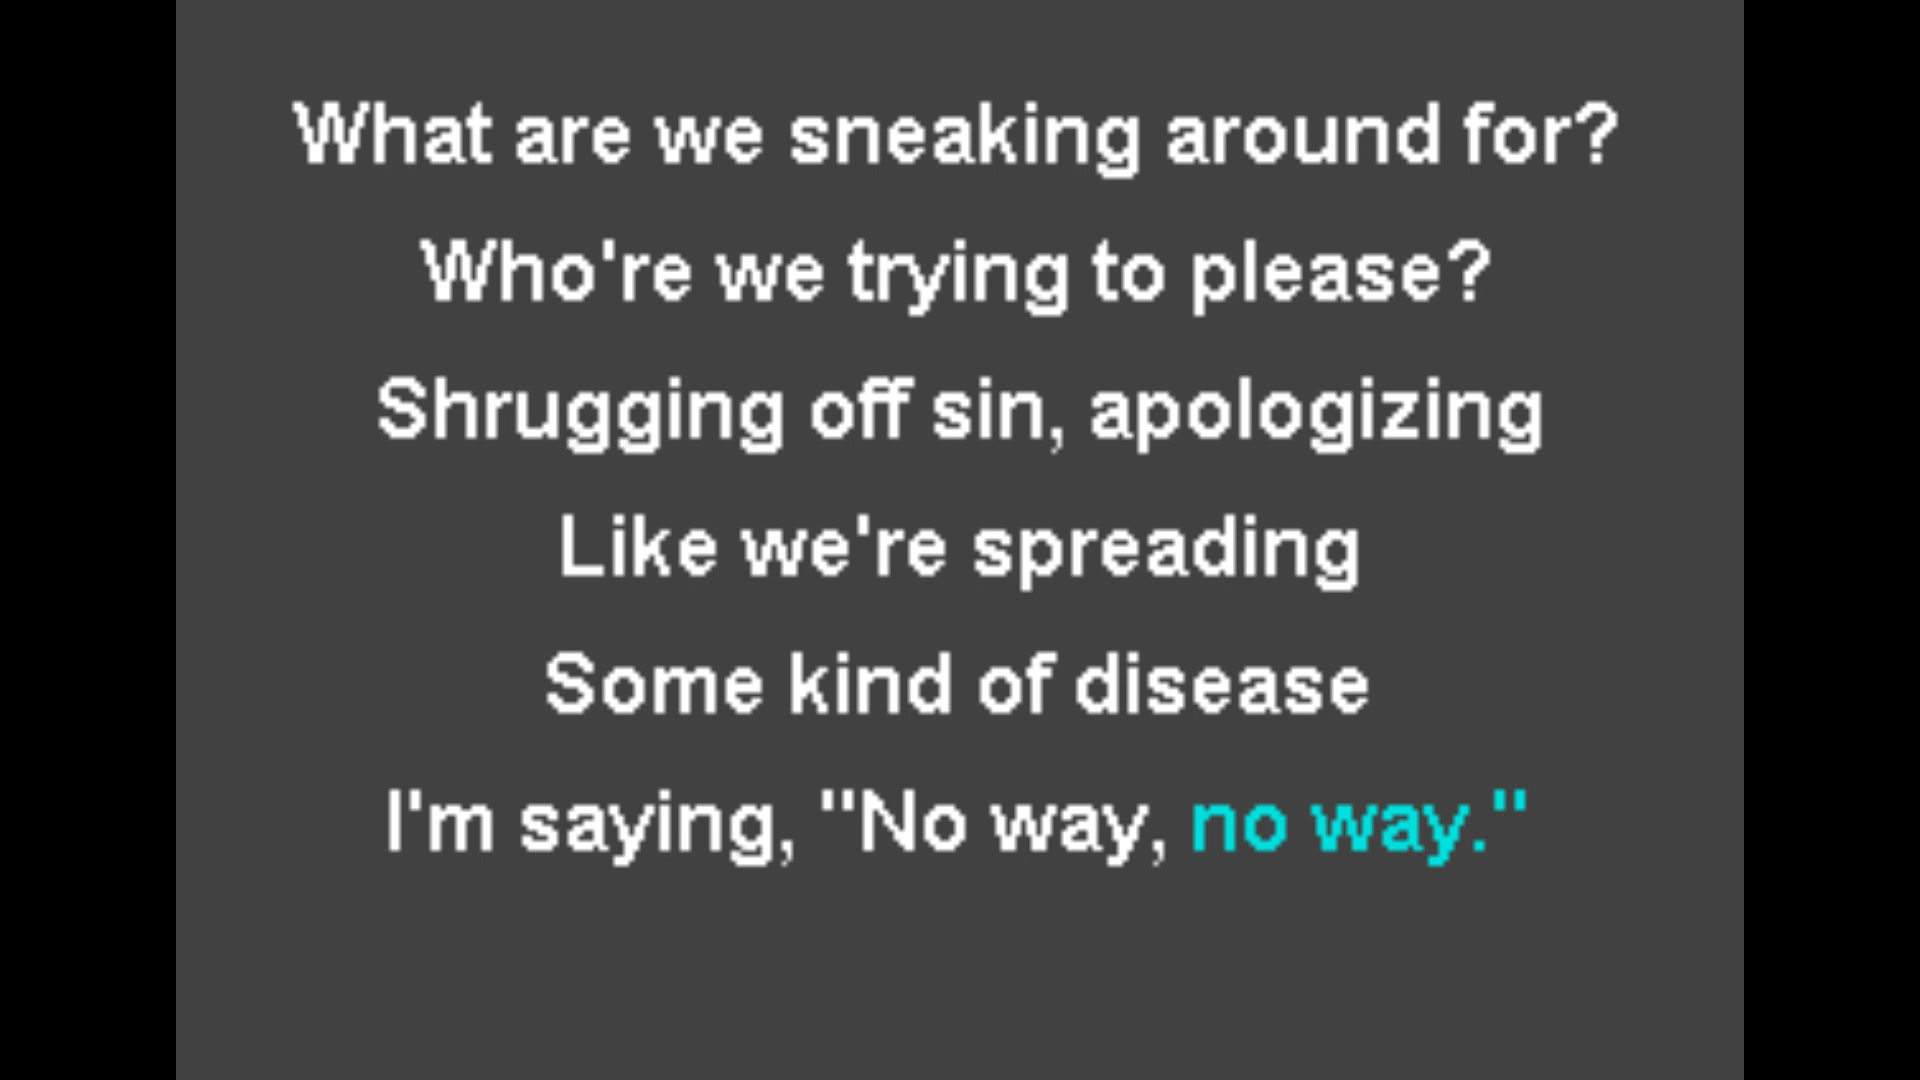 What are we sneaking around for?
Who're we trying to please?
Shrugging off sin, apologizing
Like we're spreading
Some kind of disease
I'm saying, "No way, no way."